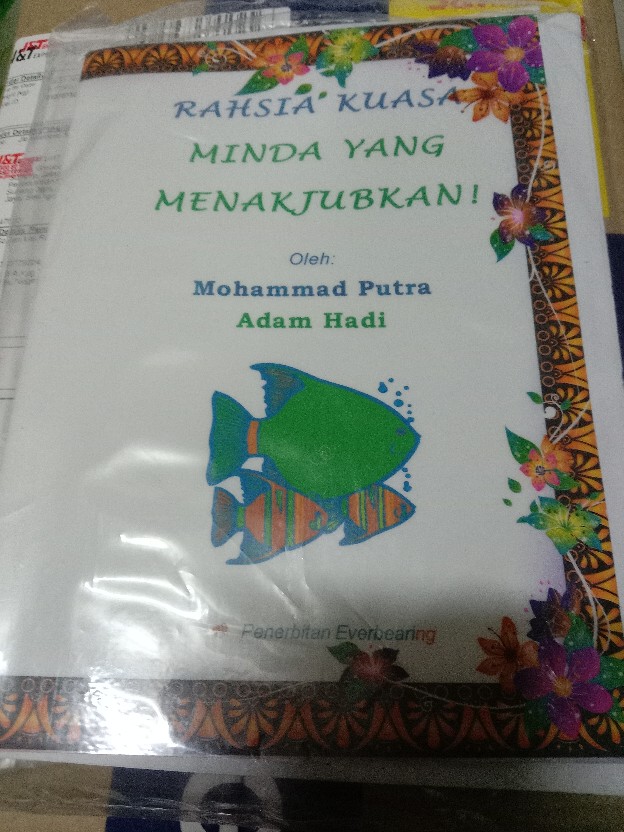 J&T
RAHSIA KUASA
MINDA YANG
MENAKJUBKAN!
Oleh:
Mohammad Putra
Adam Hadi
Penerbitan Everbearing
J&T